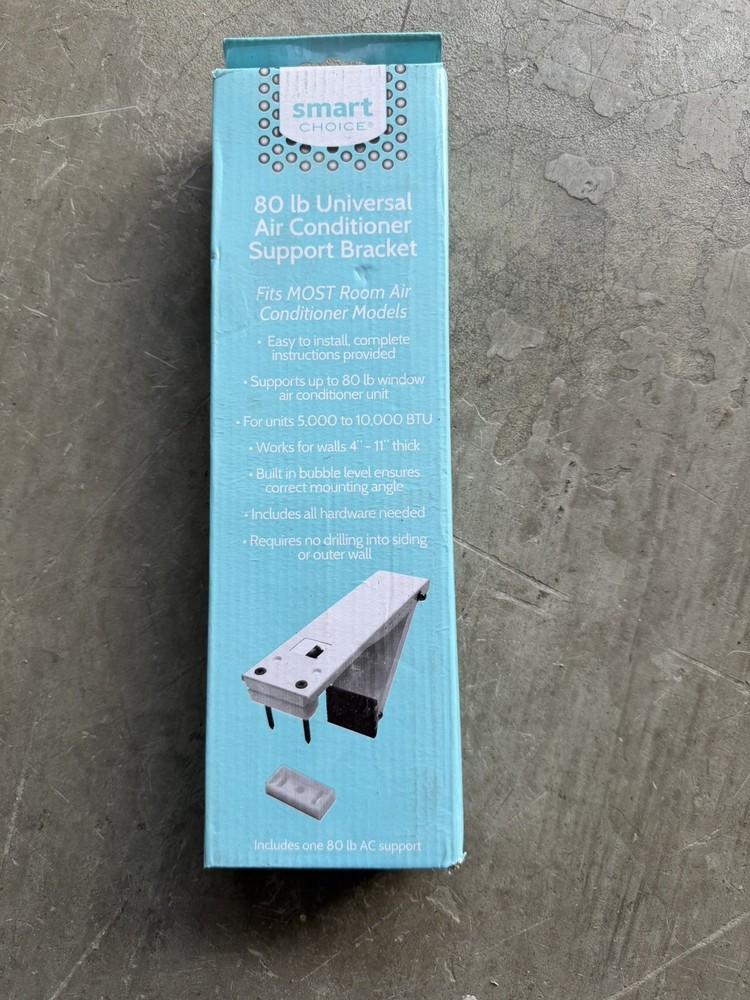 smart
CHOICE®
80 lb Universal
Air Conditioner
Support Bracket
Fits MOST Room Air
Conditioner Models
• Easy to install, complete
instructions provided
• Supports up to 80 lb window
air conditioner unit
• For units 5,000 to 10,000 BTU
• Works for walls 4" - 11" thick
• Built in bubble level ensures
correct mounting angle
• Includes all hardware needed
• Requires no drilling into siding
or outer wall
Includes one 80 lb AC support